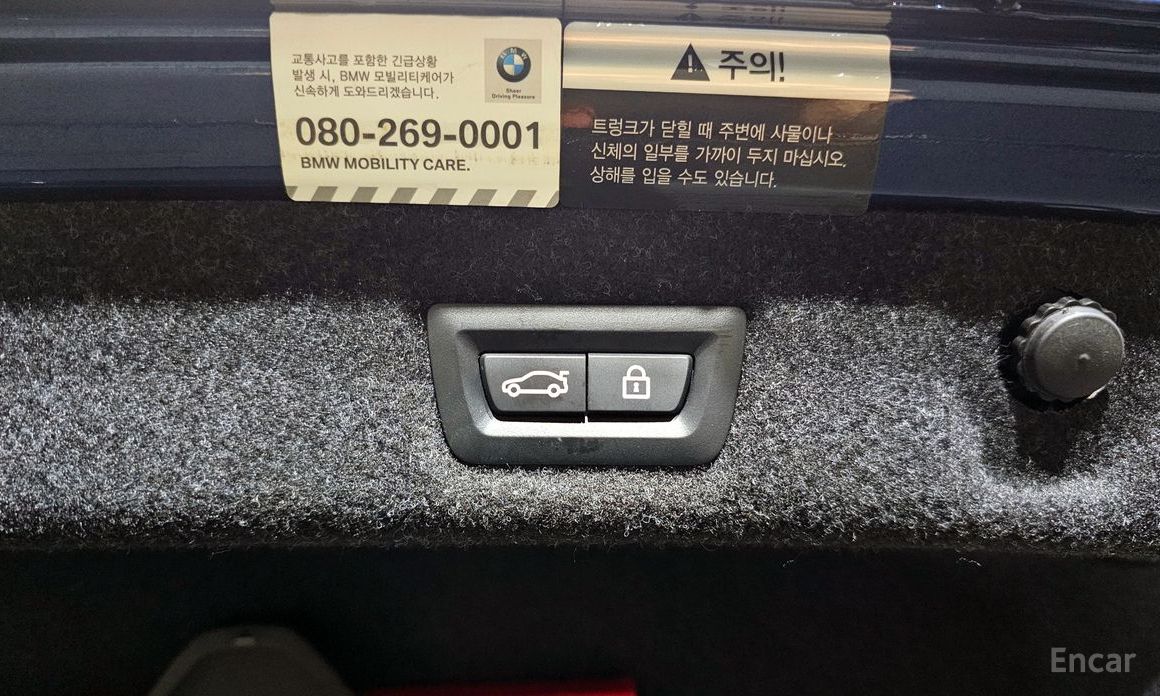 교통사고를 포함한 긴급상황
발생 시, BMW 모빌리티케어가
신속하게 도와드리겠습니다.
BMW
Sheer
Driving Pleasure
080-269-0001
BMW MOBILITY CARE.
주의!
트렁크가 닫힐 때 주변에 사물이나
신체의 일부를 가까이 두지 마십시오.
상해를 입을 수도 있습니다.
Encar